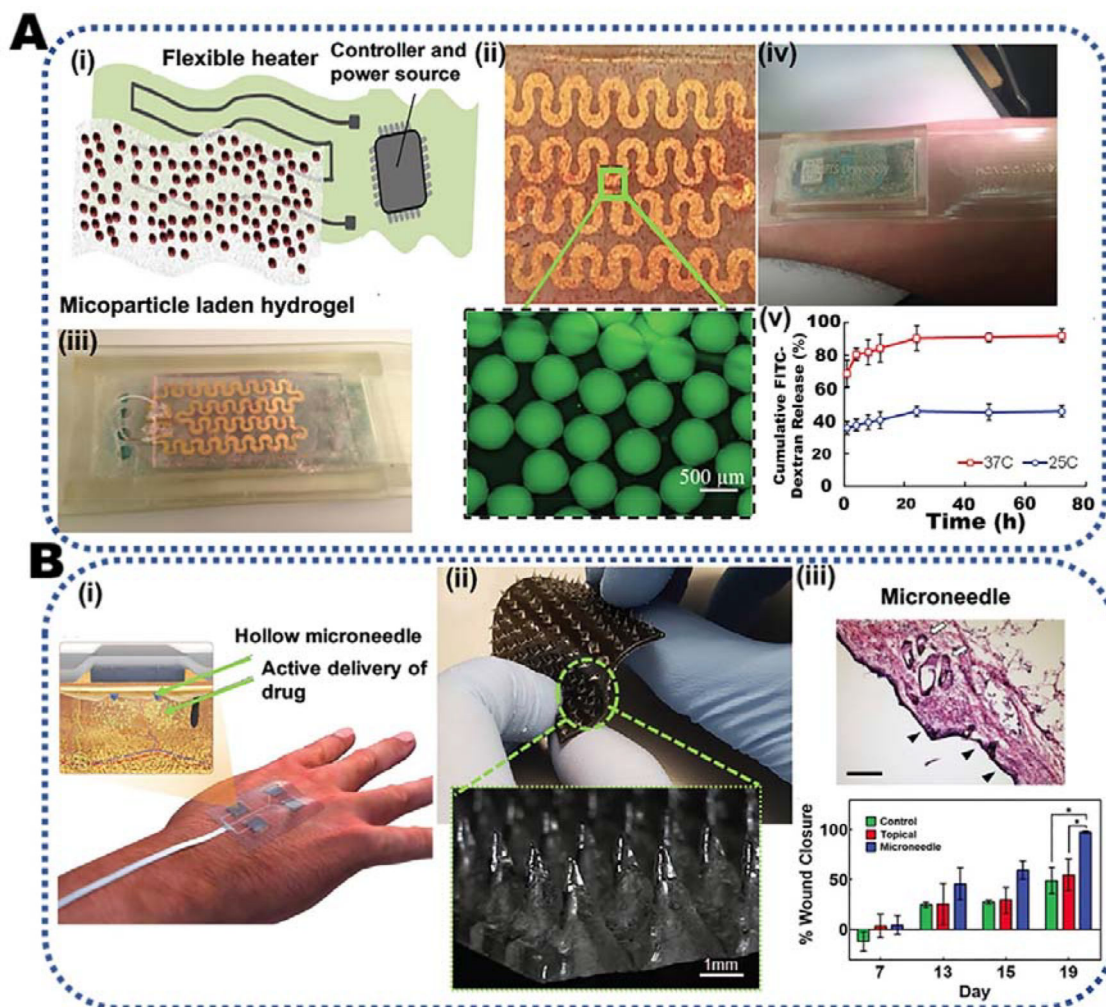 A
(i)
Flexible heater
Controller and
power source
Micoparticle laden hydrogel
(ii)
500 µm
(iii)
(iv)
(v)
Cumulative FITC-
Dextran Release (%)
100
80
60
40
20
0
0 20 40 60 80
37C 25C
Time (h)
B
(i)
Hollow microneedle
Active delivery of
drug
(ii)
1mm
(iii)
Microneedle
% Wound Closure
100
50
0
Control
Topical
Microneedle
*
*
7 13 15 19
Day